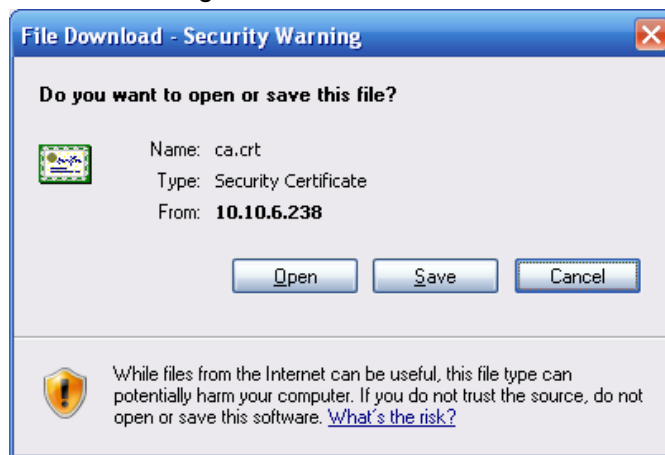 File Download - Security Warning
Do you want to open or save this file?
Name: ca.crt
Type: Security Certificate
From: 10.10.6.238
Open Save Cancel
While files from the Internet can be useful, this file type can
potentially harm your computer. If you do not trust the source, do not
open or save this software. What's the risk?